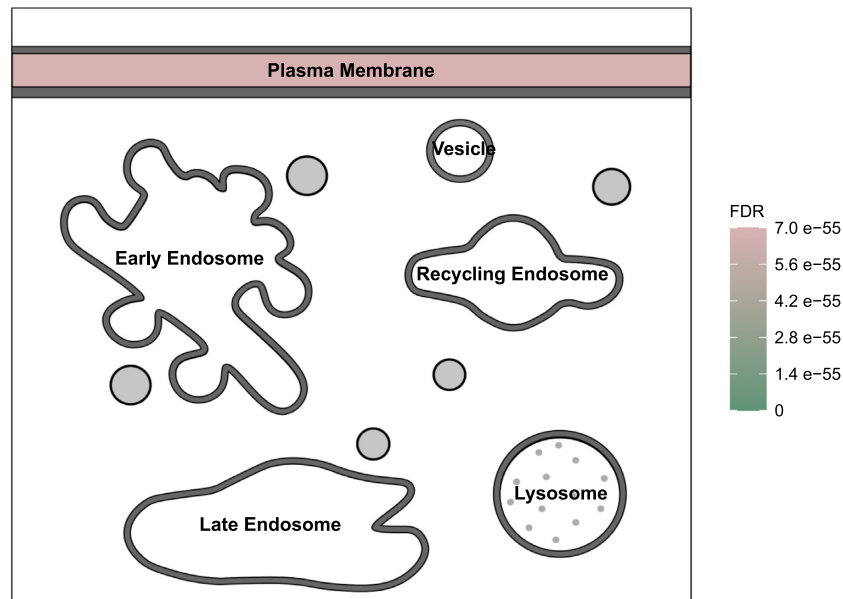 Plasma Membrane
Vesicle
Early Endosome
Recycling Endosome
Late Endosome
Lysosome
FDR
7.0 e−55
5.6 e−55
4.2 e−55
2.8 e−55
1.4 e−55
0